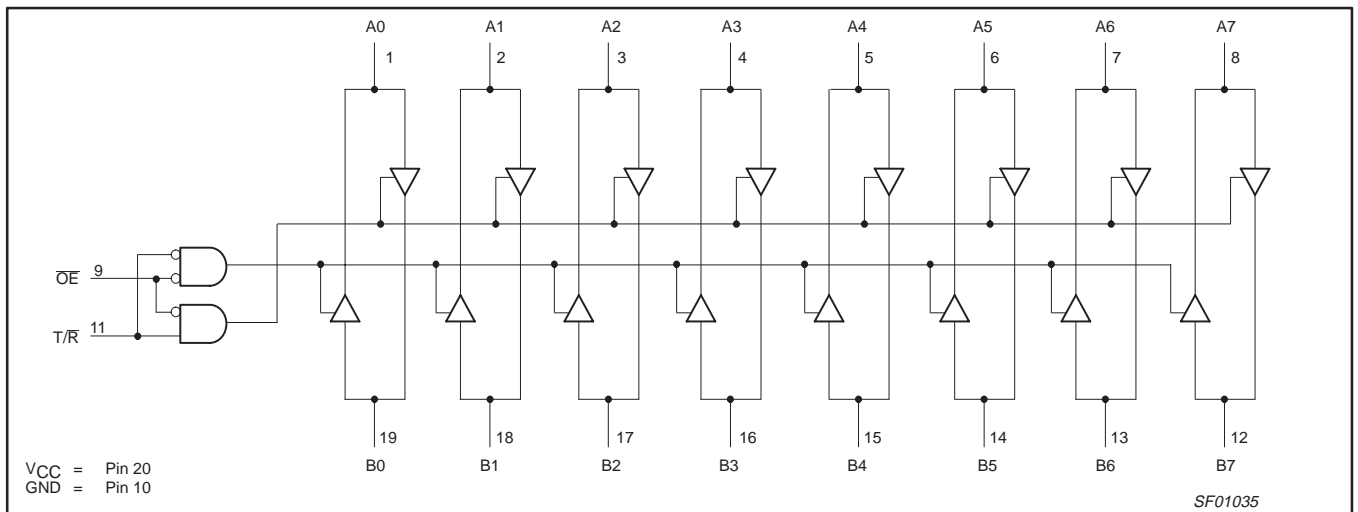 A0 A1 A2 A3 A4 A5 A6 A7
1 2 3 4 5 6 7 8
OE 9
T/R 11
19 18 17 16 15 14 13 12
B0 B1 B2 B3 B4 B5 B6 B7
VCC = Pin 20
GND = Pin 10
SF01035